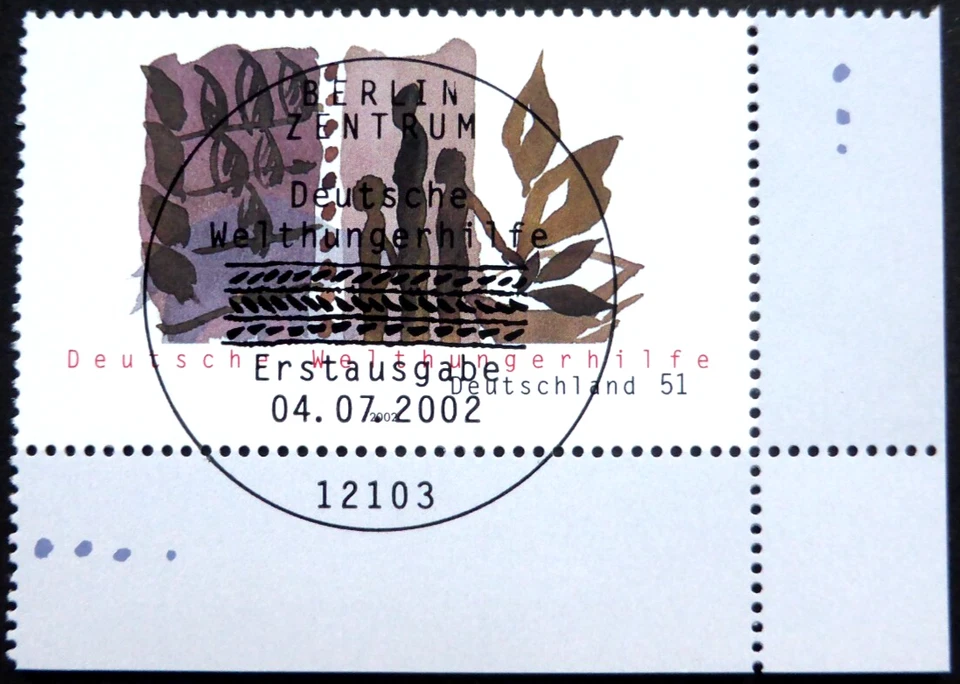 BERLIN
ZENTRUM
Deutsche
Welthungerhilfe
Deutsche Welthungerhilfe
Erstausgabe
Deutschland 51
04.07.2002
2002
12103